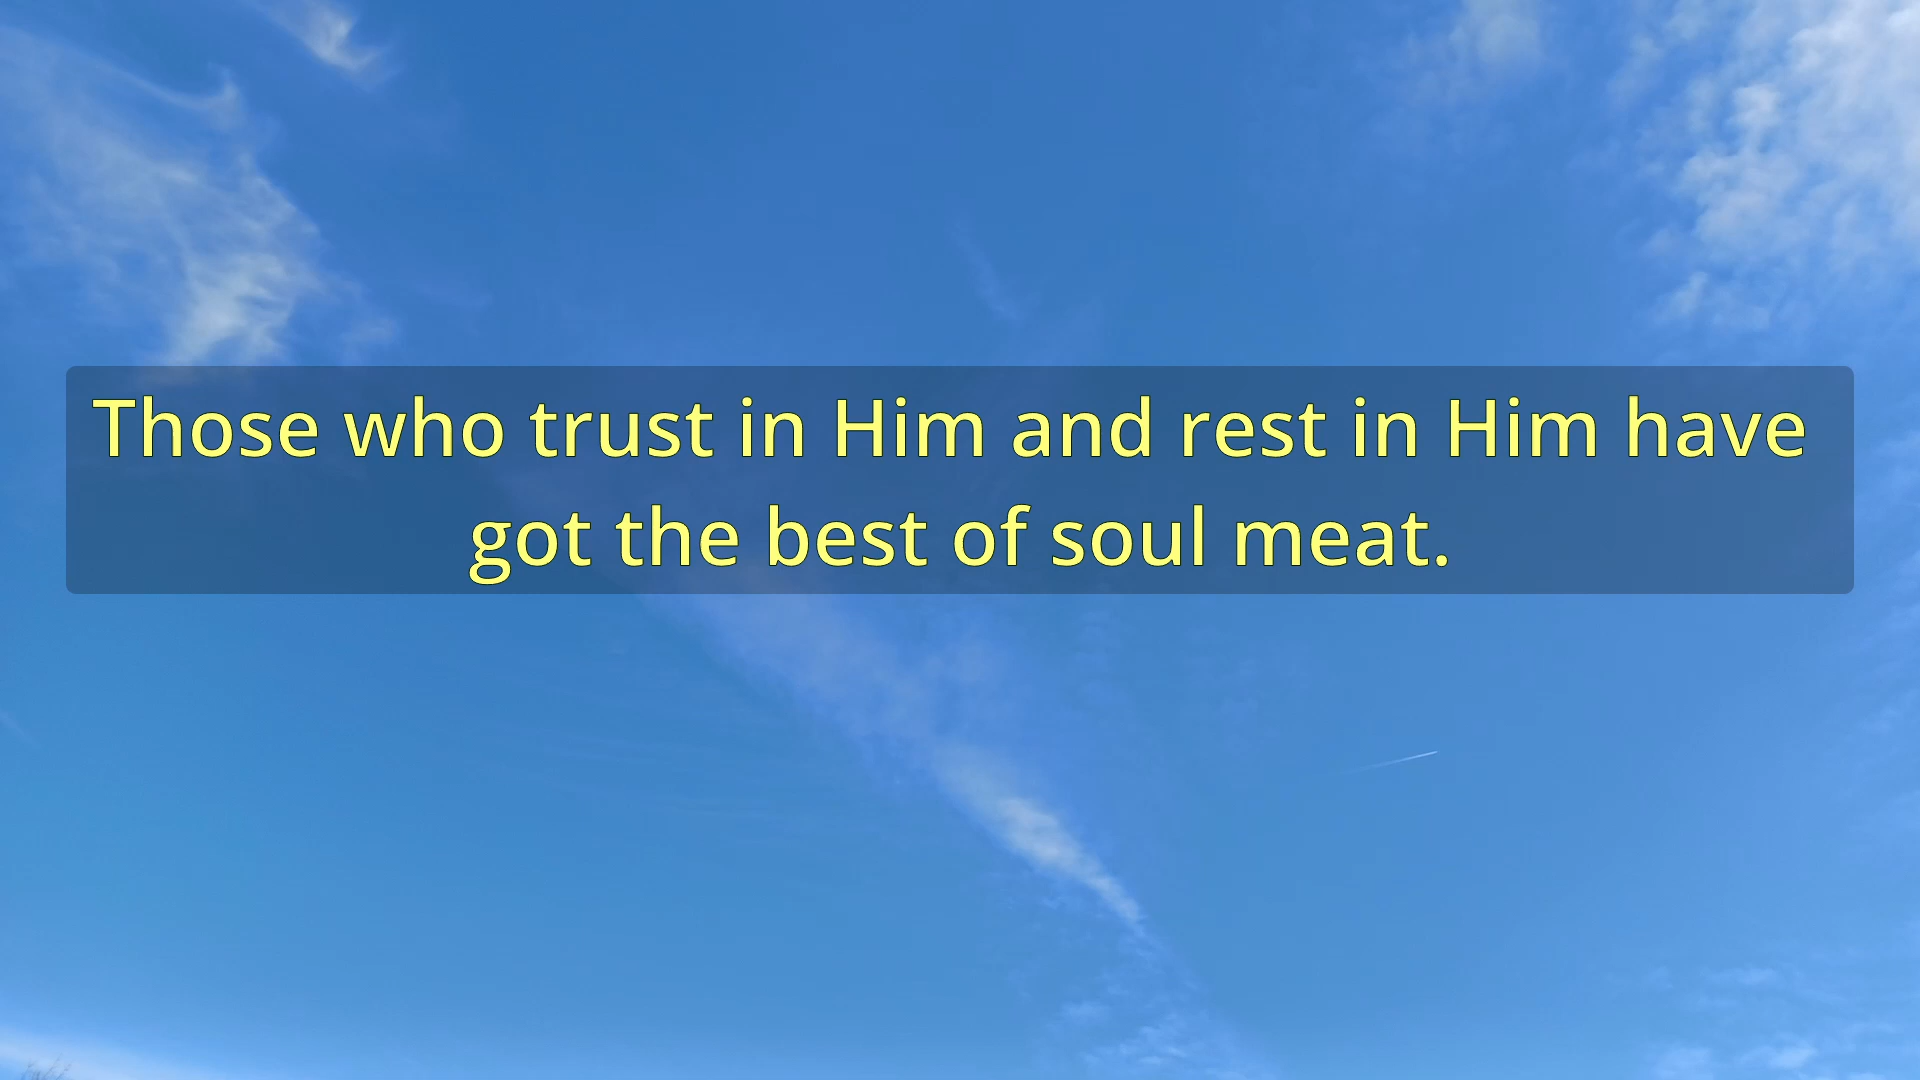 Those who trust in Him and rest in Him have
got the best of soul meat.